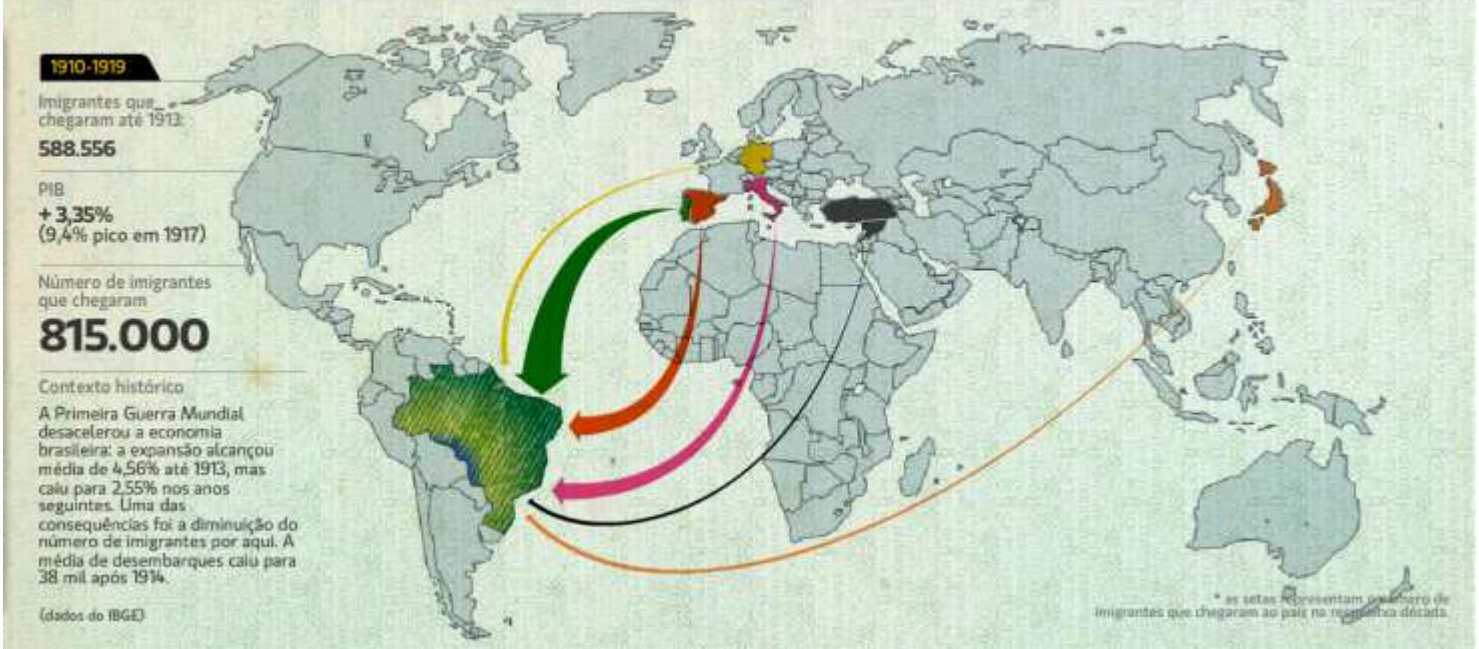 1910-1919
Imigrantes que
chegaram até 1913:
588.556
PIB
+ 3,35%
(9,4% pico em 1917)
Número de imigrantes
que chegaram
815.000
Contexto histórico
A Primeira Guerra Mundial
desacelerou a economia
brasileira: a expansão alcançou
média de 4,56% até 1913, mas
caiu para 2,55% nos anos
seguintes. Uma das
consequências foi a diminuição do
número de imigrantes por aqui. A
média de desembarques caiu para
38 mil após 1914.
(dados do IBGE)
* as setas representam o número de
imigrantes que chegaram ao país na respectiva década.